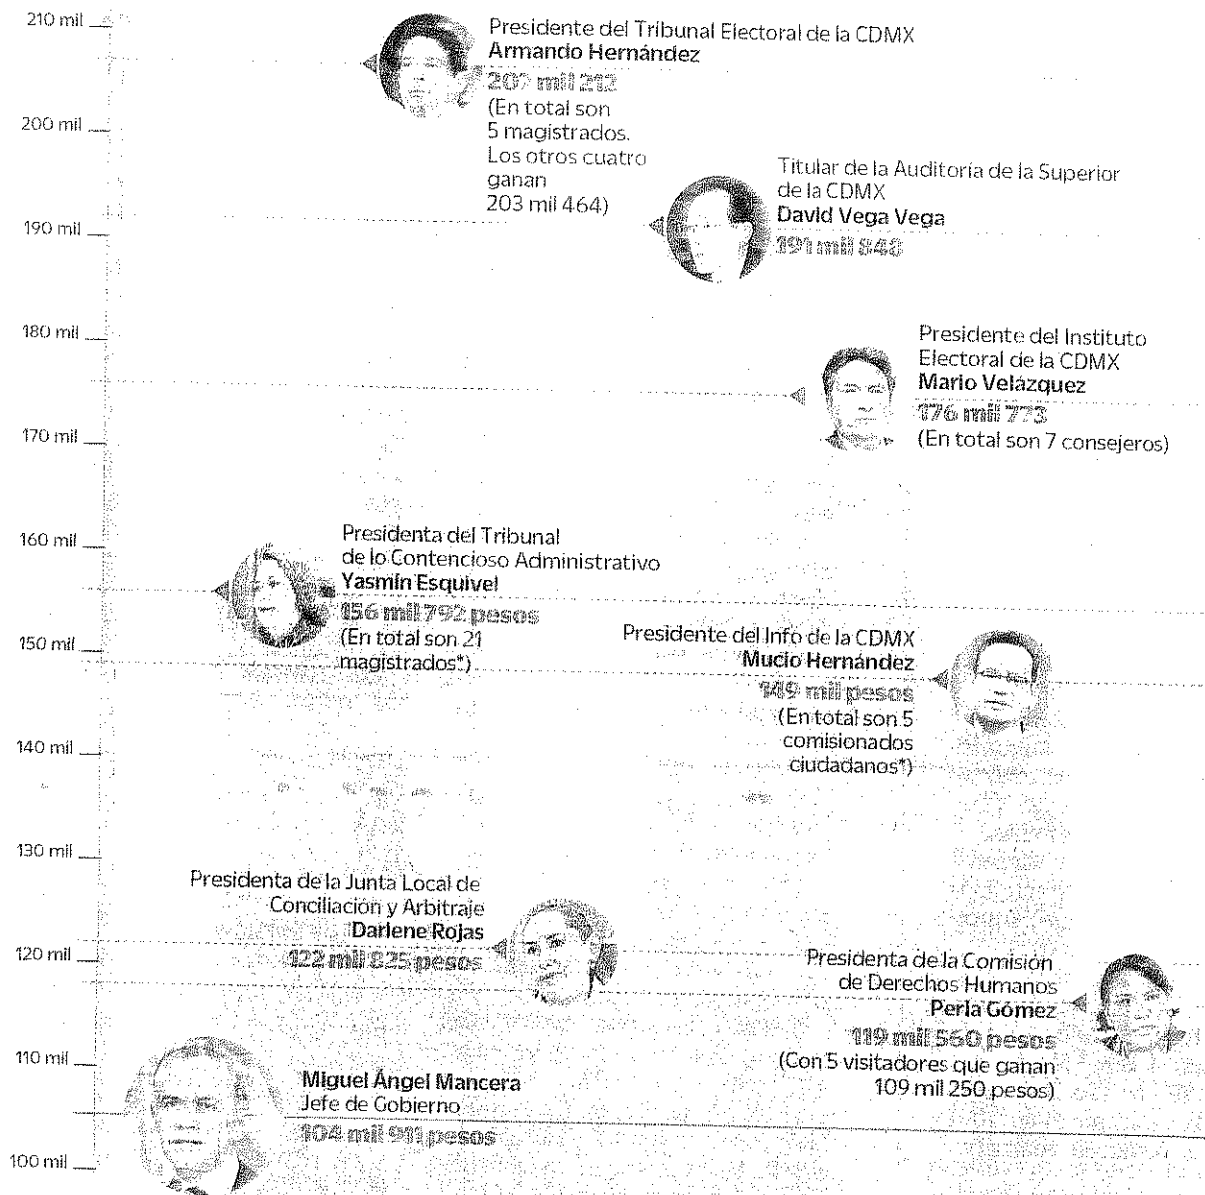 210 mil
Presidente del Tribunal Electoral de la CDMX
Armando Hernández
207 mil 212
(En total son
5 magistrados.
Los otros cuatro
ganan
203 mil 464)
200 mil
Titular de la Auditoría de la Superior
de la CDMX
David Vega Vega
191 mil 848
190 mil
180 mil
Presidente del Instituto
Electoral de la CDMX
Mario Velázquez
176 mil 773
(En total son 7 consejeros)
170 mil
160 mil
Presidenta del Tribunal
de lo Contencioso Administrativo
Yasmín Esquivel
156 mil 792 pesos
(En total son 21
magistrados*)
150 mil
Presidente del Info de la CDMX
Mucio Hernández
149 mil pesos
(En total son 5
comisionados
ciudadanos*)
140 mil
130 mil
Presidenta de la Junta Local de
Conciliación y Arbitraje
Darlene Rojas
122 mil 825 pesos
120 mil
Presidenta de la Comisión
de Derechos Humanos
Perla Gómez
119 mil 560 pesos
(Con 5 visitadores que ganan
109 mil 250 pesos)
110 mil
Miguel Ángel Mancera
Jefe de Gobierno
104 mil 911 pesos
100 mil